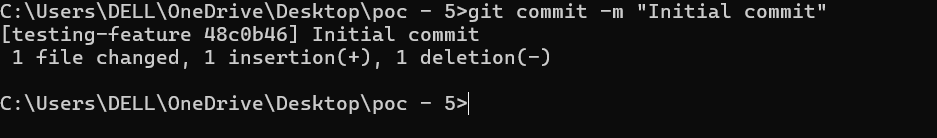 C:\Users\DELL\OneDrive\Desktop\poc - 5>git commit -m "Initial commit"
[testing-feature 48c0b46] Initial commit
 1 file changed, 1 insertion(+), 1 deletion(-)
C:\Users\DELL\OneDrive\Desktop\poc - 5>